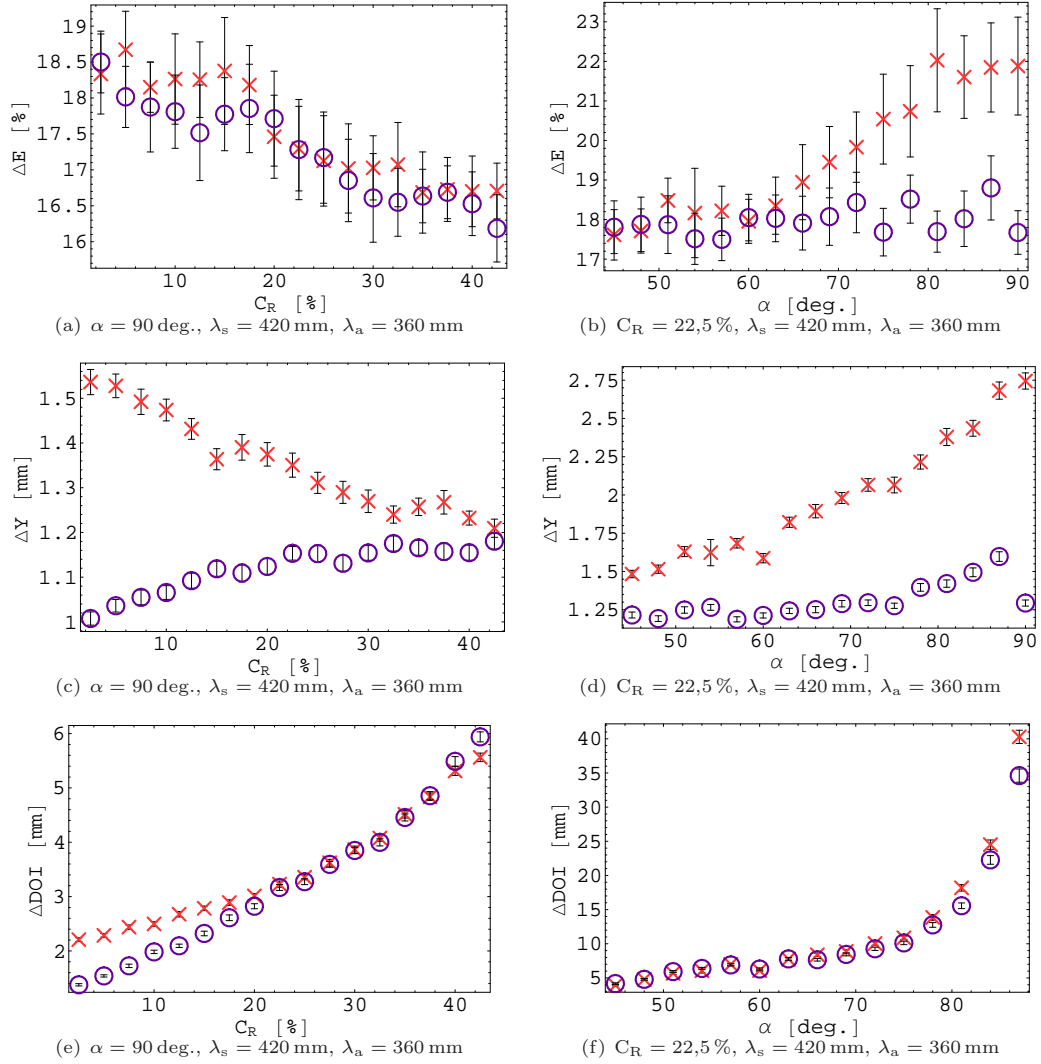 19
18.5
18
17.5
17
16.5
16
ΔE [%]
10 20 30 40
C_R [%]
(a) α = 90 deg., λ_s = 420 mm, λ_a = 360 mm
23
22
21
20
19
18
17
ΔE [%]
50 60 70 80 90
α [deg.]
(b) C_R = 22,5 %, λ_s = 420 mm, λ_a = 360 mm
1.5
1.4
1.3
1.2
1.1
1
ΔY [mm]
10 20 30 40
C_R [%]
(c) α = 90 deg., λ_s = 420 mm, λ_a = 360 mm
2.75
2.5
2.25
2
1.75
1.5
1.25
ΔY [mm]
50 60 70 80 90
α [deg.]
(d) C_R = 22,5 %, λ_s = 420 mm, λ_a = 360 mm
6
5
4
3
2
ΔDOI [mm]
10 20 30 40
C_R [%]
(e) α = 90 deg., λ_s = 420 mm, λ_a = 360 mm
40
35
30
25
20
15
10
5
ΔDOI [mm]
50 60 70 80
α [deg.]
(f) C_R = 22,5 %, λ_s = 420 mm, λ_a = 360 mm